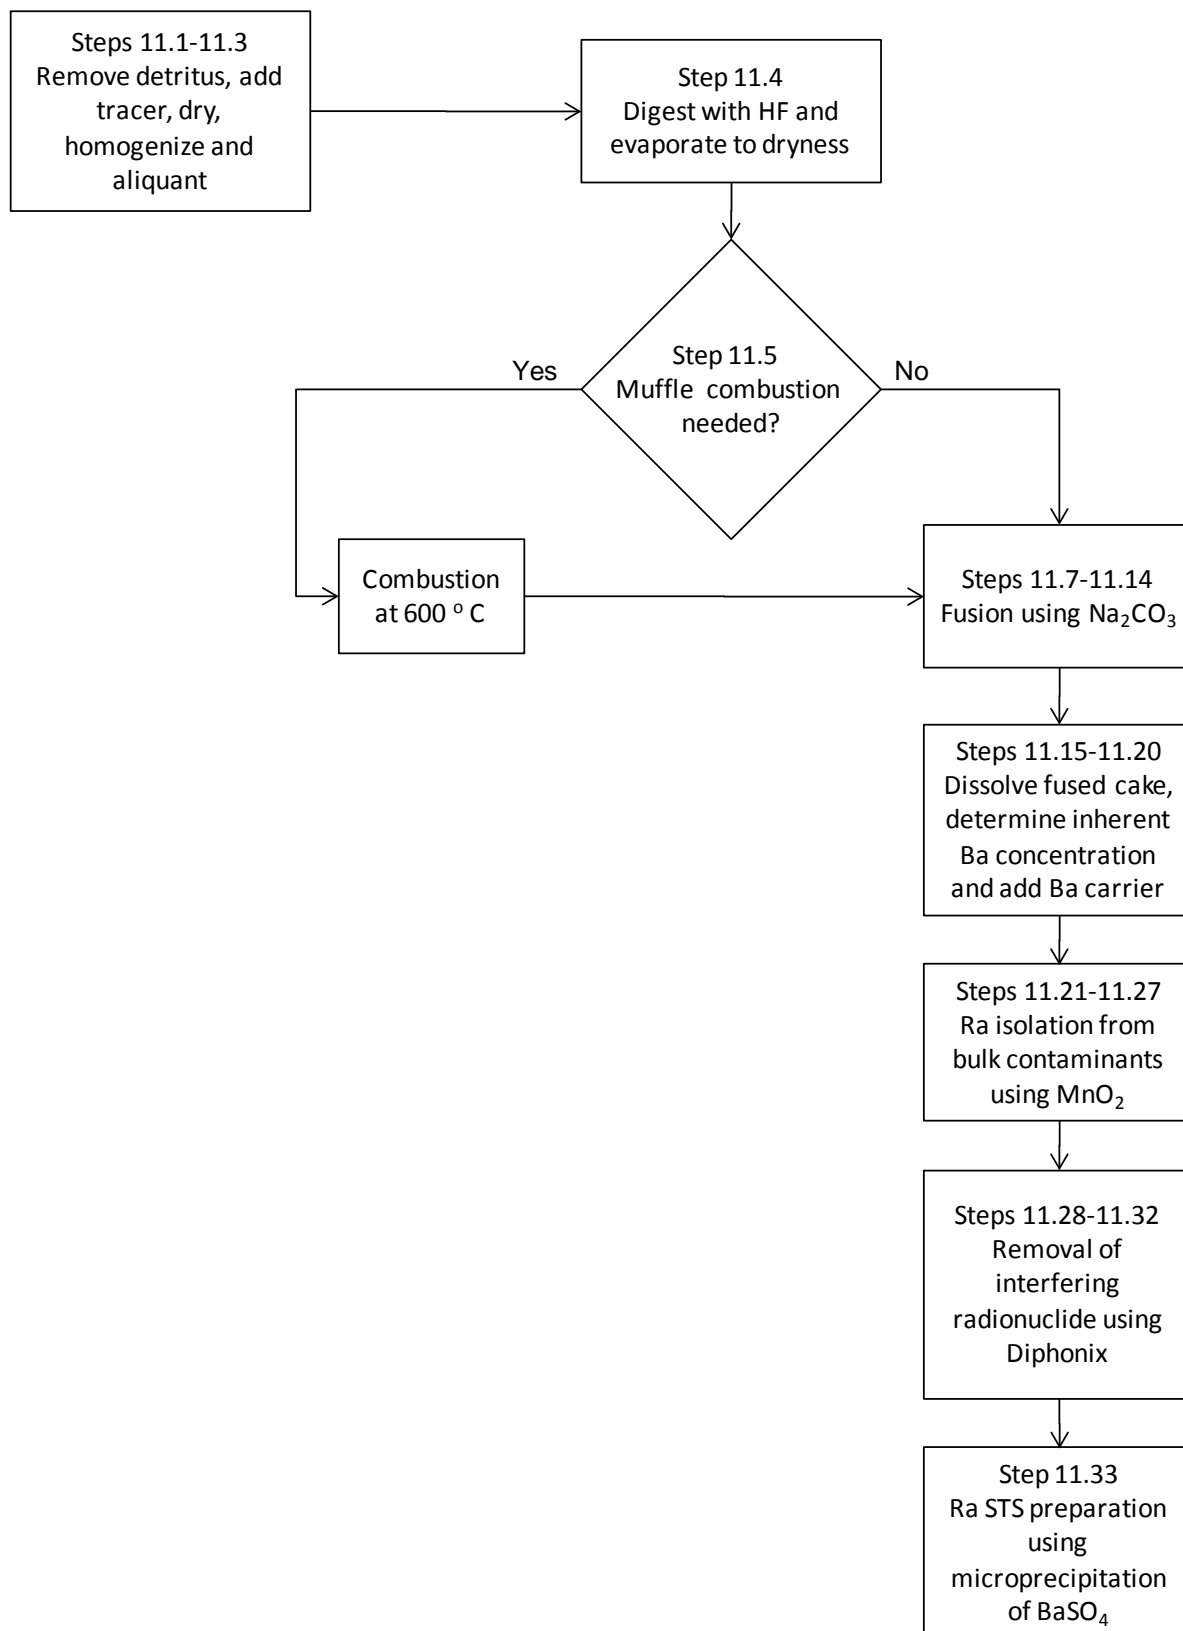 Steps 11.1-11.3
Remove detritus, add
tracer, dry,
homogenize and
aliquant
Step 11.4
Digest with HF and
evaporate to dryness
Step 11.5
Muffle combustion
needed?
Yes
No
Combustion
at 600 ° C
Steps 11.7-11.14
Fusion using Na₂CO₃
Steps 11.15-11.20
Dissolve fused cake,
determine inherent
Ba concentration
and add Ba carrier
Steps 11.21-11.27
Ra isolation from
bulk contaminants
using MnO₂
Steps 11.28-11.32
Removal of
interfering
radionuclide using
Diphonix
Step 11.33
Ra STS preparation
using
microprecipitation
of BaSO₄